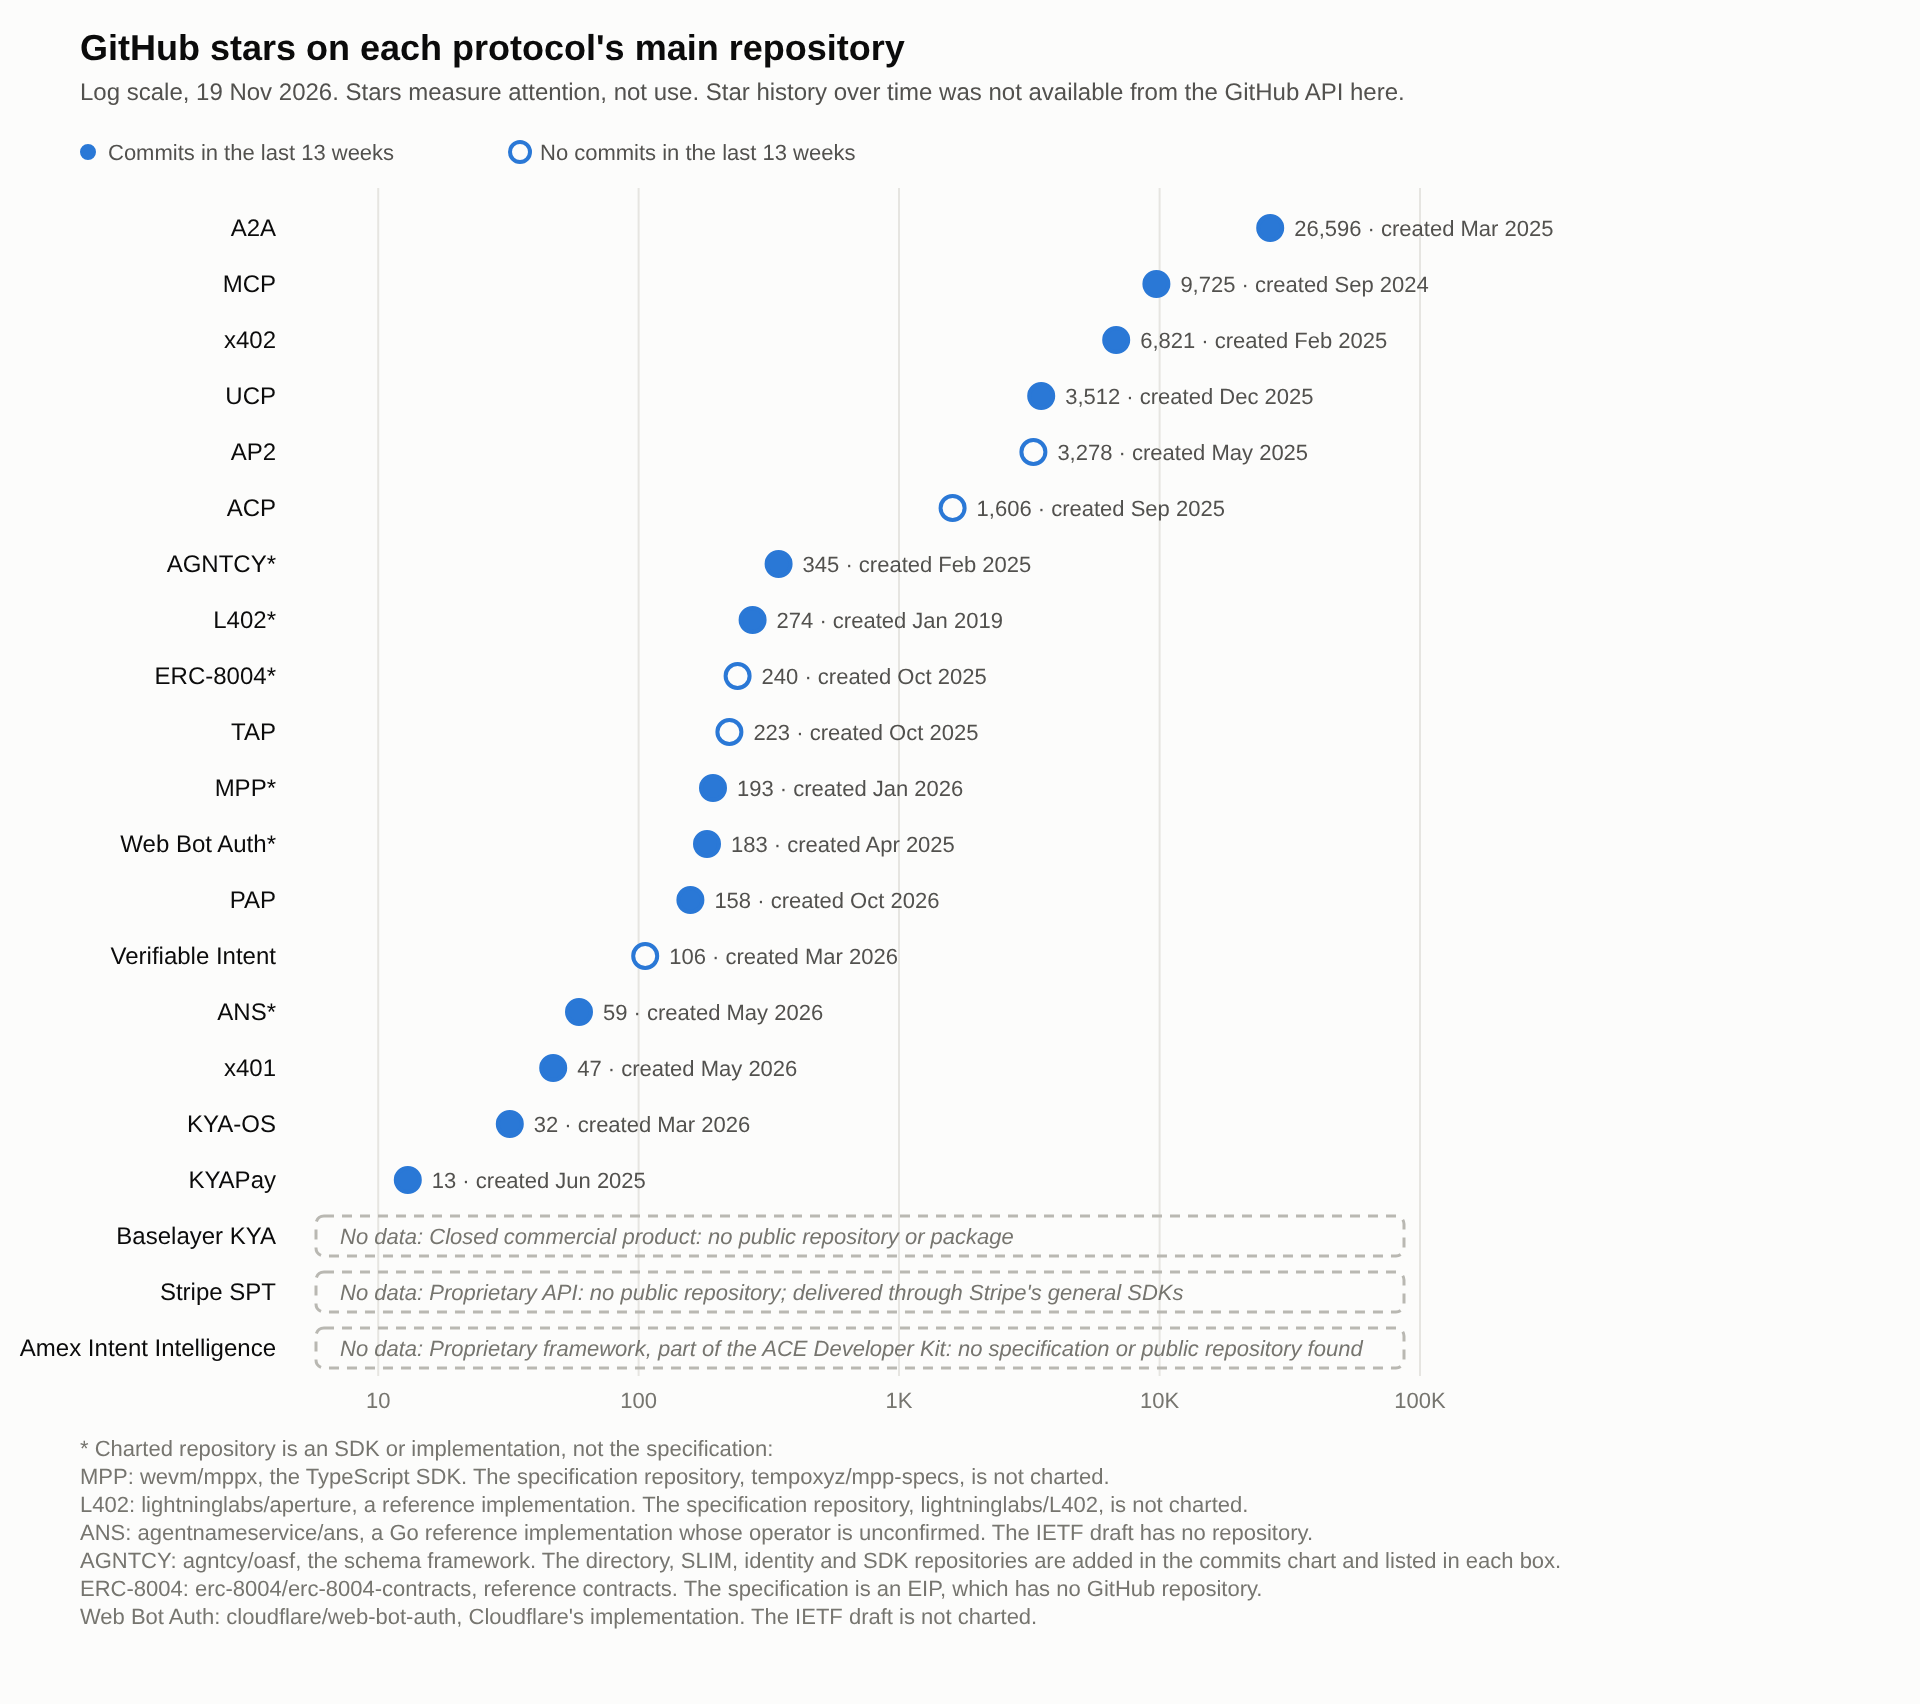 GitHub stars on each protocol's main repository
Log scale, 19 Nov 2026. Stars measure attention, not use. Star history over time was not available from the GitHub API here.
Commits in the last 13 weeks
No commits in the last 13 weeks
A2A 26,596 · created Mar 2025
MCP 9,725 · created Sep 2024
x402 6,821 · created Feb 2025
UCP 3,512 · created Dec 2025
AP2 3,278 · created May 2025
ACP 1,606 · created Sep 2025
AGNTCY* 345 · created Feb 2025
L402* 274 · created Jan 2019
ERC-8004* 240 · created Oct 2025
TAP 223 · created Oct 2025
MPP* 193 · created Jan 2026
Web Bot Auth* 183 · created Apr 2025
PAP 158 · created Oct 2026
Verifiable Intent 106 · created Mar 2026
ANS* 59 · created May 2026
x401 47 · created May 2026
KYA-OS 32 · created Mar 2026
KYAPay 13 · created Jun 2025
Baselayer KYA No data: Closed commercial product: no public repository or package
Stripe SPT No data: Proprietary API: no public repository; delivered through Stripe's general SDKs
Amex Intent Intelligence No data: Proprietary framework, part of the ACE Developer Kit: no specification or public repository found
10 100 1K 10K 100K
* Charted repository is an SDK or implementation, not the specification:
MPP: wevm/mppx, the TypeScript SDK. The specification repository, tempoxyz/mpp-specs, is not charted.
L402: lightninglabs/aperture, a reference implementation. The specification repository, lightninglabs/L402, is not charted.
ANS: agentnameservice/ans, a Go reference implementation whose operator is unconfirmed. The IETF draft has no repository.
AGNTCY: agntcy/oasf, the schema framework. The directory, SLIM, identity and SDK repositories are added in the commits chart and listed in each box.
ERC-8004: erc-8004/erc-8004-contracts, reference contracts. The specification is an EIP, which has no GitHub repository.
Web Bot Auth: cloudflare/web-bot-auth, Cloudflare's implementation. The IETF draft is not charted.